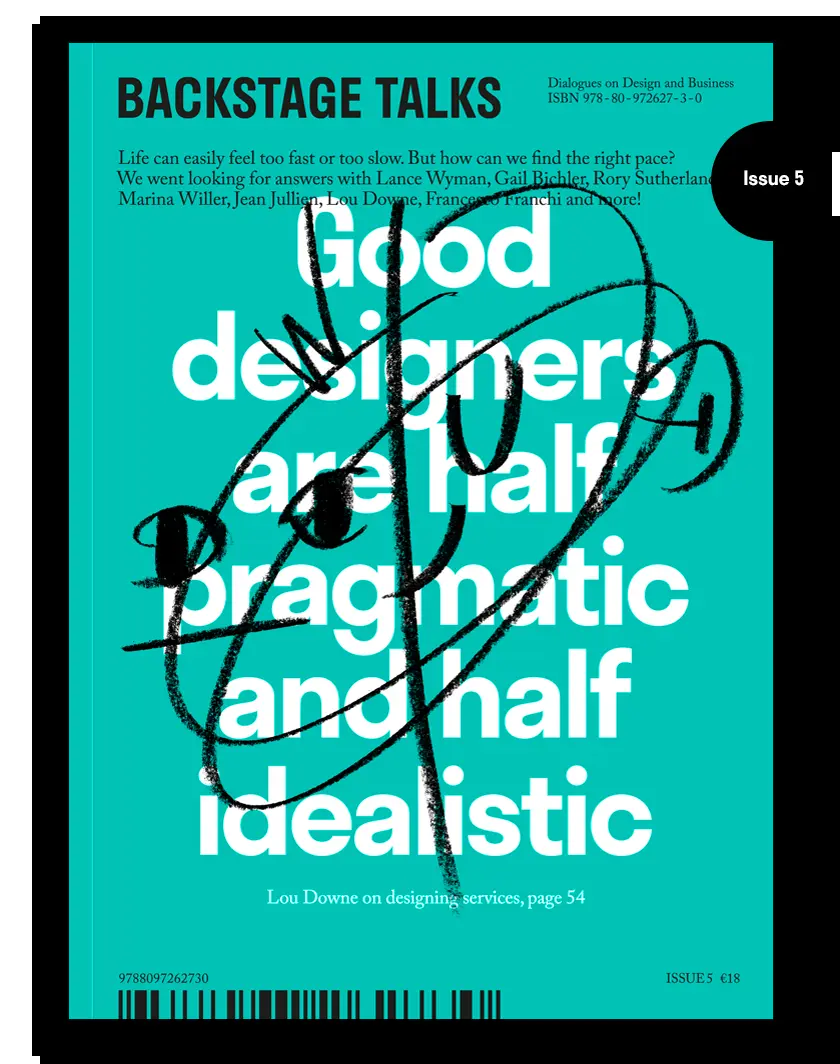 BACKSTAGE TALKS
Dialogues on Design and Business
ISBN 978-80-972627-3-0
Life can easily feel too fast or too slow. But how can we find the right pace?
We went looking for answers with Lance Wyman, Gail Bichler, Rory Sutherland
Marina Willer, Jean Jullien, Lou Downe, Francesco Franchi and more!
Issue 5
Good
designers
are half
pragmatic
and half
idealistic
Lou Downe on designing services, page 54
9788097262730
ISSUE 5 €18